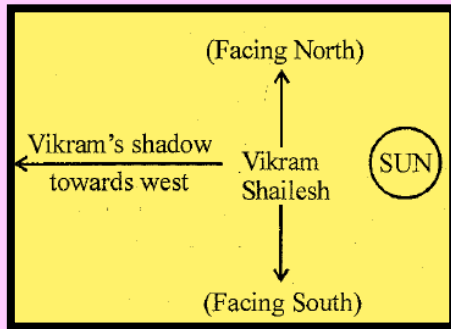 (Facing North)
Vikram's shadow
towards west
Vikram
Shailesh
SUN
(Facing South)